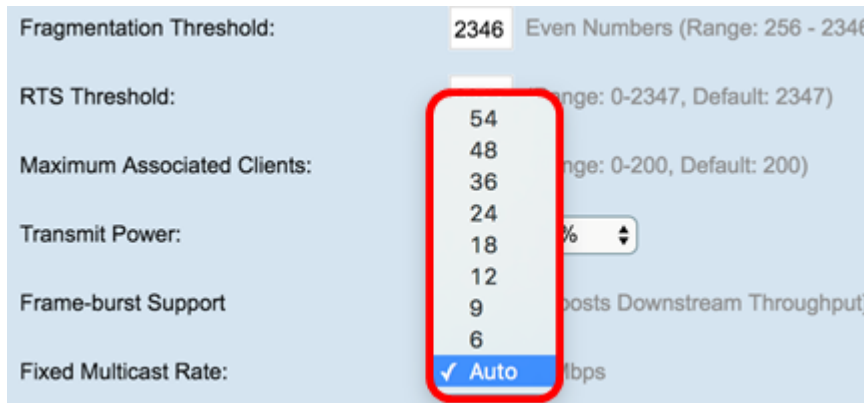 Fragmentation Threshold: 2346 Even Numbers (Range: 256 - 2346
RTS Threshold: Range: 0-2347, Default: 2347)
54
48
Maximum Associated Clients: nge: 0-200, Default: 200)
36
24
Transmit Power: %
18
12
Frame-burst Support oosts Downstream Throughput)
9
6
Fixed Multicast Rate: ✓ Auto Mbps